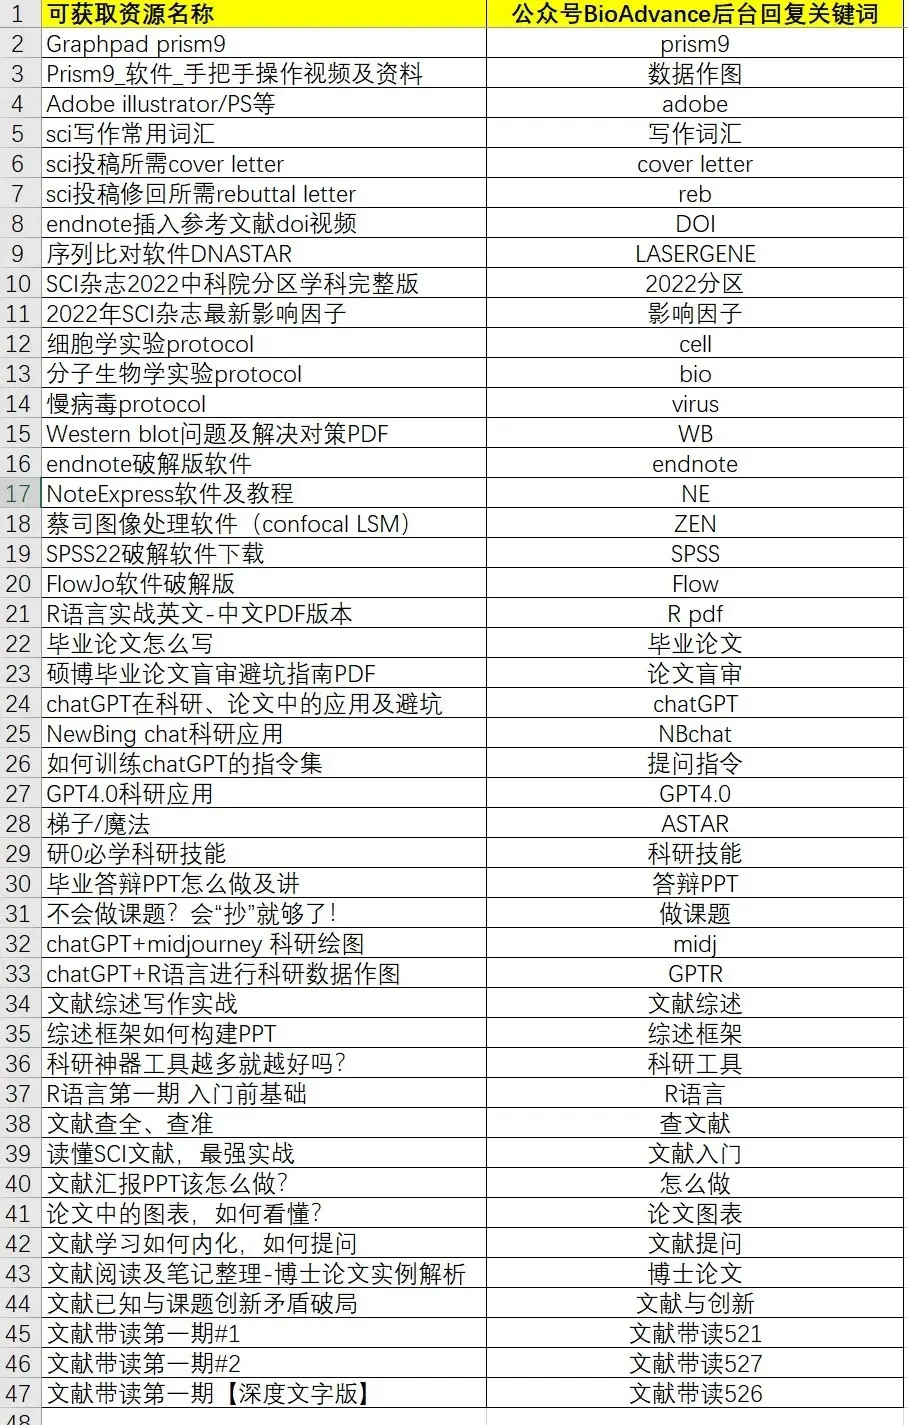 1 可获取资源名称 公众号BioAdvance后台回复关键词
2 Graphpad prism9 prism9
3 Prism9_软件_手把手操作视频及资料 数据作图
4 Adobe illustrator/PS等 adobe
5 sci写作常用词汇 写作词汇
6 sci投稿所需cover letter cover letter
7 sci投稿修回所需rebuttal letter reb
8 endnote插入参考文献doi视频 DOI
9 序列比对软件DNASTAR LASERGENE
10 SCI杂志2022中科院分区学科完整版 2022分区
11 2022年SCI杂志最新影响因子 影响因子
12 细胞学实验protocol cell
13 分子生物学实验protocol bio
14 慢病毒protocol virus
15 Western blot问题及解决对策PDF WB
16 endnote破解版软件 endnote
17 NoteExpress软件及教程 NE
18 蔡司图像处理软件（confocal LSM） ZEN
19 SPSS22破解软件下载 SPSS
20 FlowJo软件破解版 Flow
21 R语言实战英文-中文PDF版本 R pdf
22 毕业论文怎么写 毕业论文
23 硕博毕业论文盲审避坑指南PDF 论文盲审
24 chatGPT在科研、论文中的应用及避坑 chatGPT
25 NewBing chat科研应用 NBchat
26 如何训练chatGPT的指令集 提问指令
27 GPT4.0科研应用 GPT4.0
28 梯子/魔法 ASTAR
29 研0必学科研技能 科研技能
30 毕业答辩PPT怎么做及讲 答辩PPT
31 不会做课题？会“抄”就够了！ 做课题
32 chatGPT+midjourney 科研绘图 midj
33 chatGPT+R语言进行科研数据作图 GPTR
34 文献综述写作实战 文献综述
35 综述框架如何构建PPT 综述框架
36 科研神器工具越多就越好吗？ 科研工具
37 R语言第一期 入门前基础 R语言
38 文献查全、查准 查文献
39 读懂SCI文献，最强实战 文献入门
40 文献汇报PPT该怎么做？ 怎么做
41 论文中的图表，如何看懂？ 论文图表
42 文献学习如何内化，如何提问 文献提问
43 文献阅读及笔记整理-博士论文实例解析 博士论文
44 文献已知与课题创新矛盾破局 文献与创新
45 文献带读第一期#1 文献带读521
46 文献带读第一期#2 文献带读527
47 文献带读第一期【深度文字版】 文献带读526
48